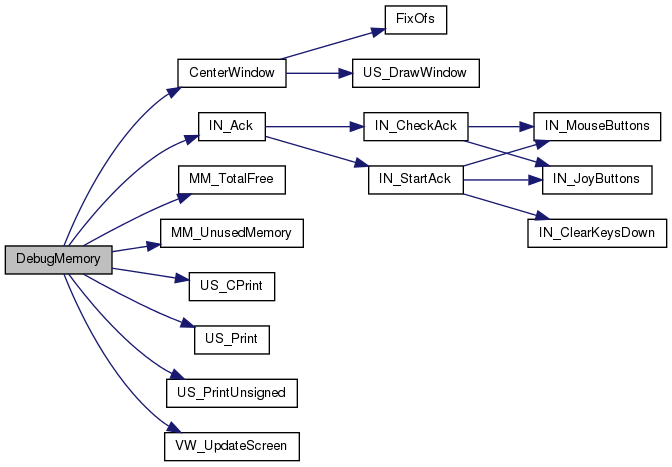 FixOfs
CenterWindow
US_DrawWindow
IN_Ack
IN_CheckAck
IN_MouseButtons
MM_TotalFree
IN_StartAck
IN_JoyButtons
MM_UnusedMemory
IN_ClearKeysDown
DebugMemory
US_CPrint
US_Print
US_PrintUnsigned
VW_UpdateScreen